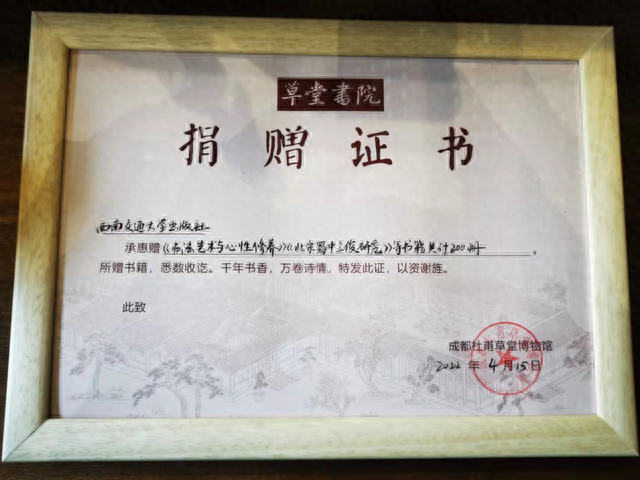 草堂書院
捐赠证书
西南交通大学出版社
承惠赠《书法艺术与心性修养》《北宋蜀中三俊研究》等书籍共计200册。
所赠书籍，悉数收讫。千年书香，万卷诗情，特发此证，以资谢旌。
此致
成都杜甫草堂博物馆
2022年4月15日